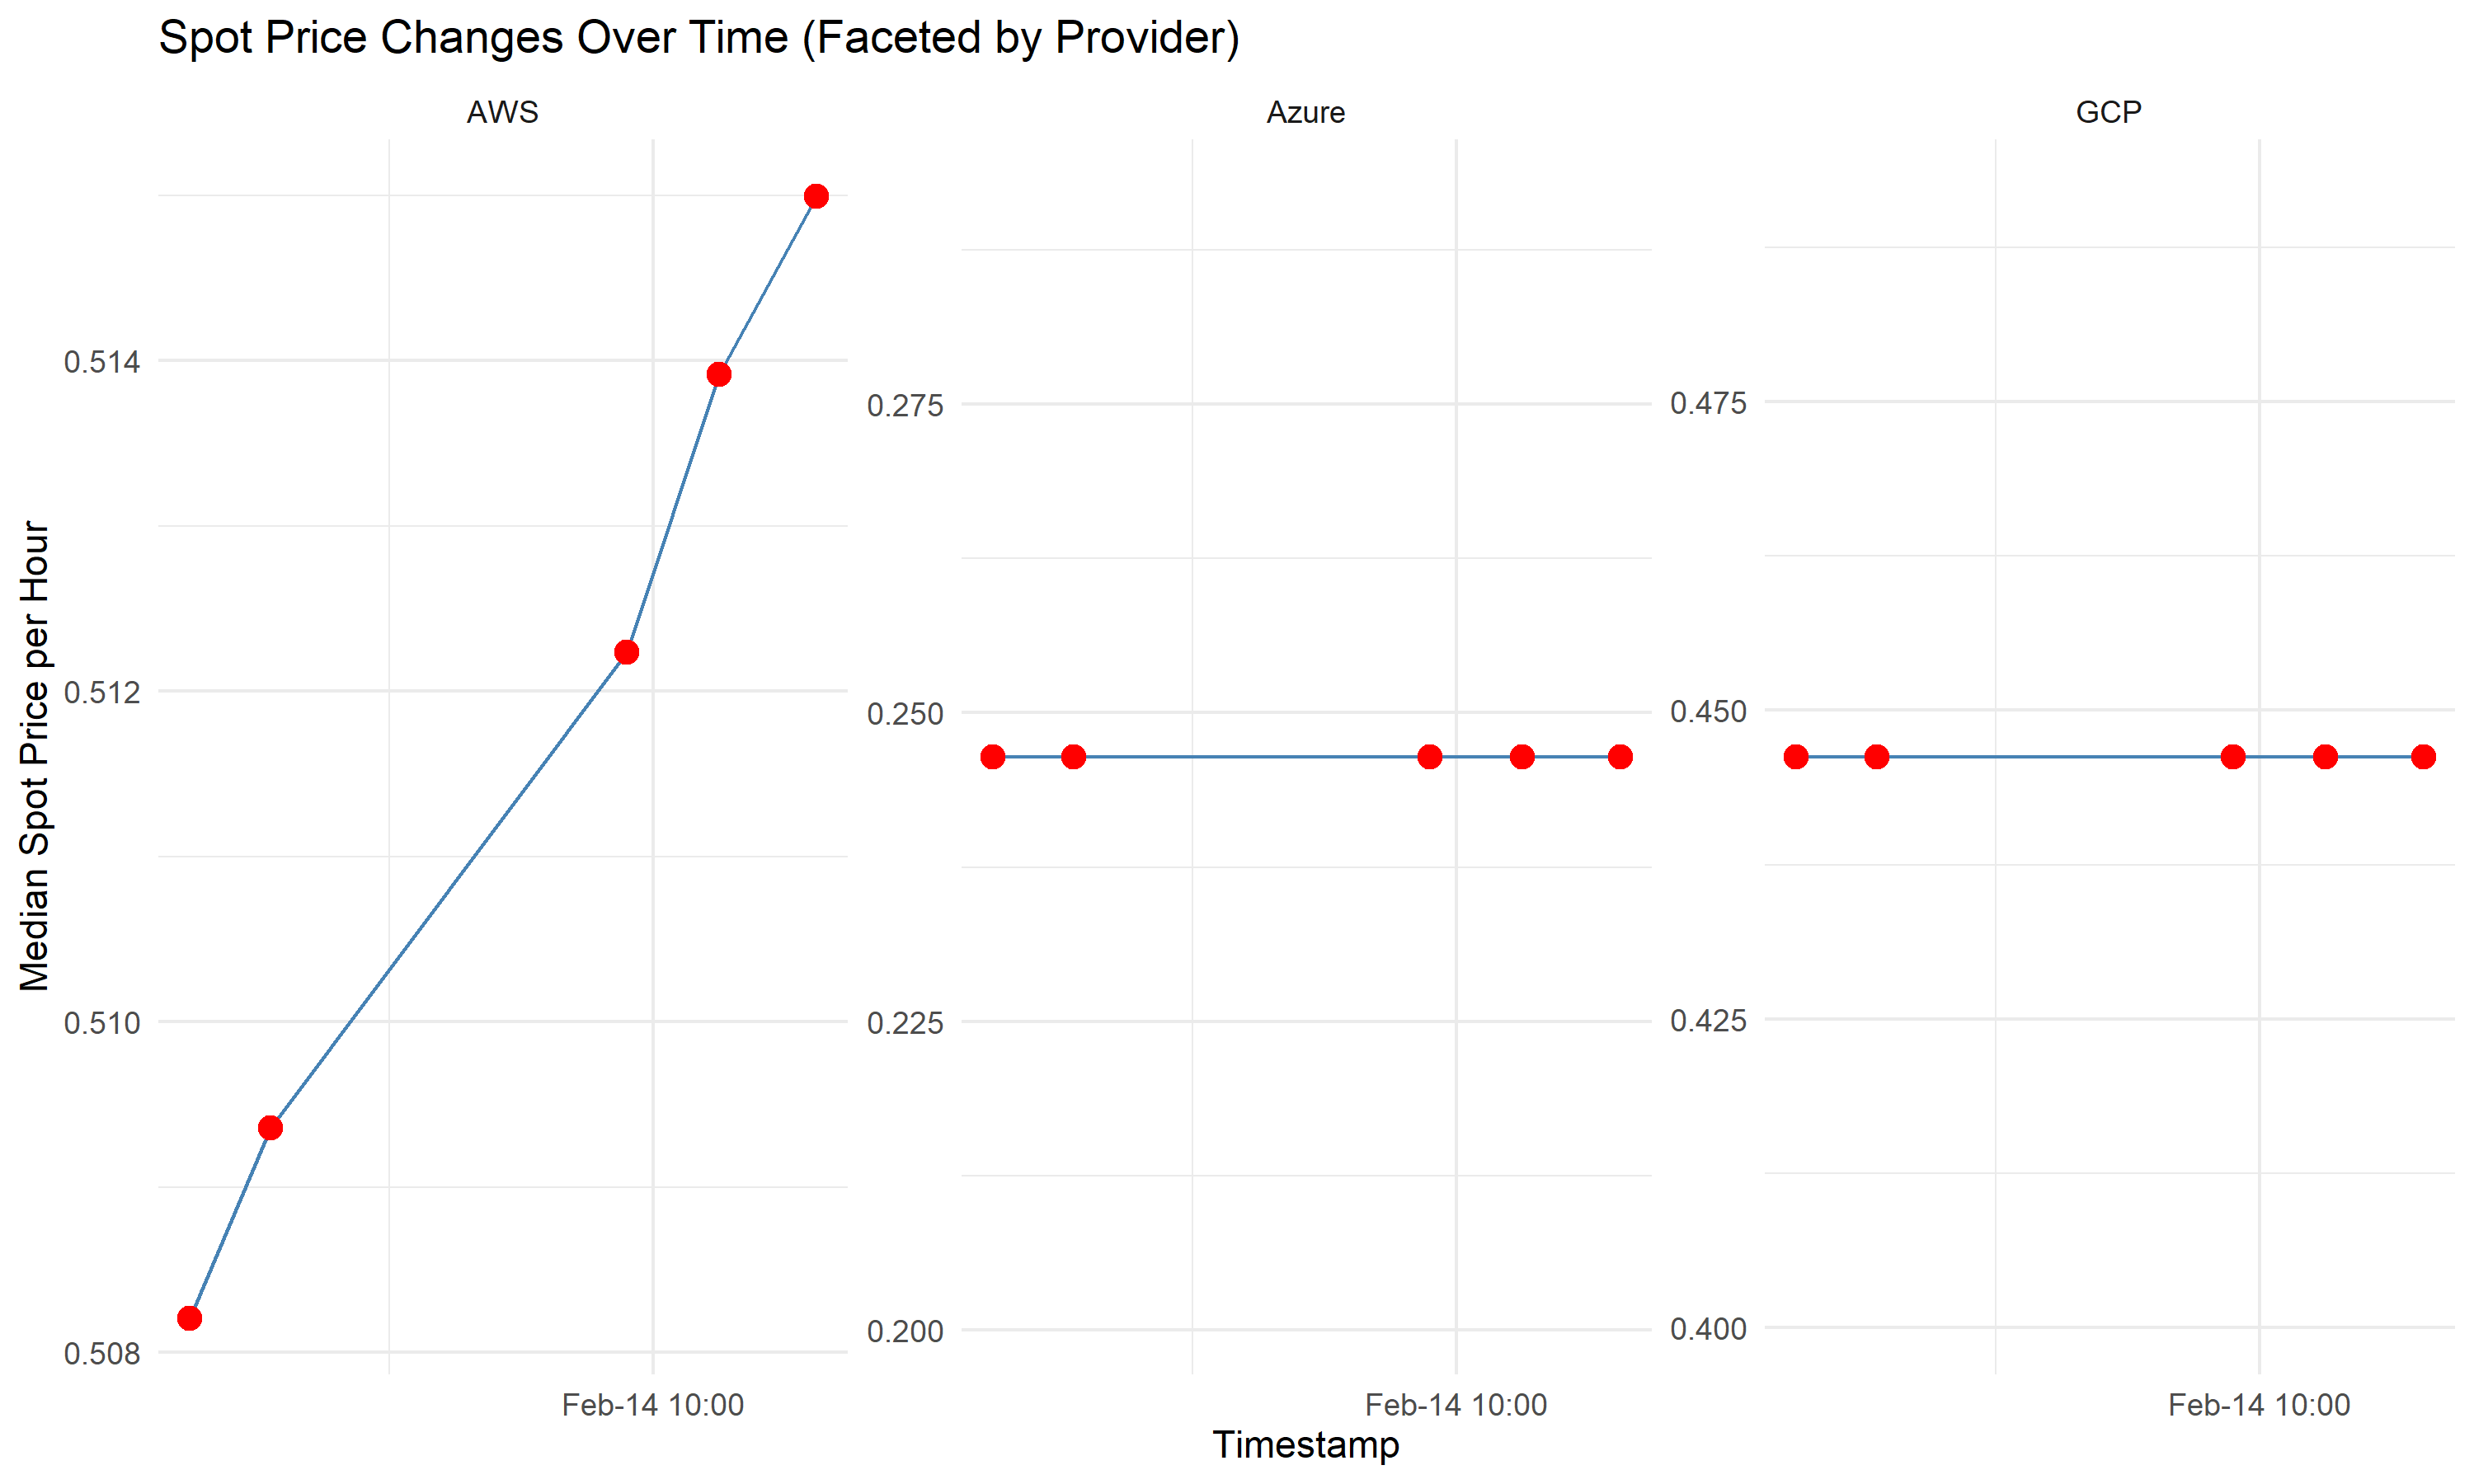 Spot Price Changes Over Time (Faceted by Provider)
AWS
Azure
GCP
Median Spot Price per Hour
0.514
0.512
0.510
0.508
0.275
0.250
0.225
0.200
0.475
0.450
0.425
0.400
Feb-14 10:00
Feb-14 10:00
Feb-14 10:00
Timestamp